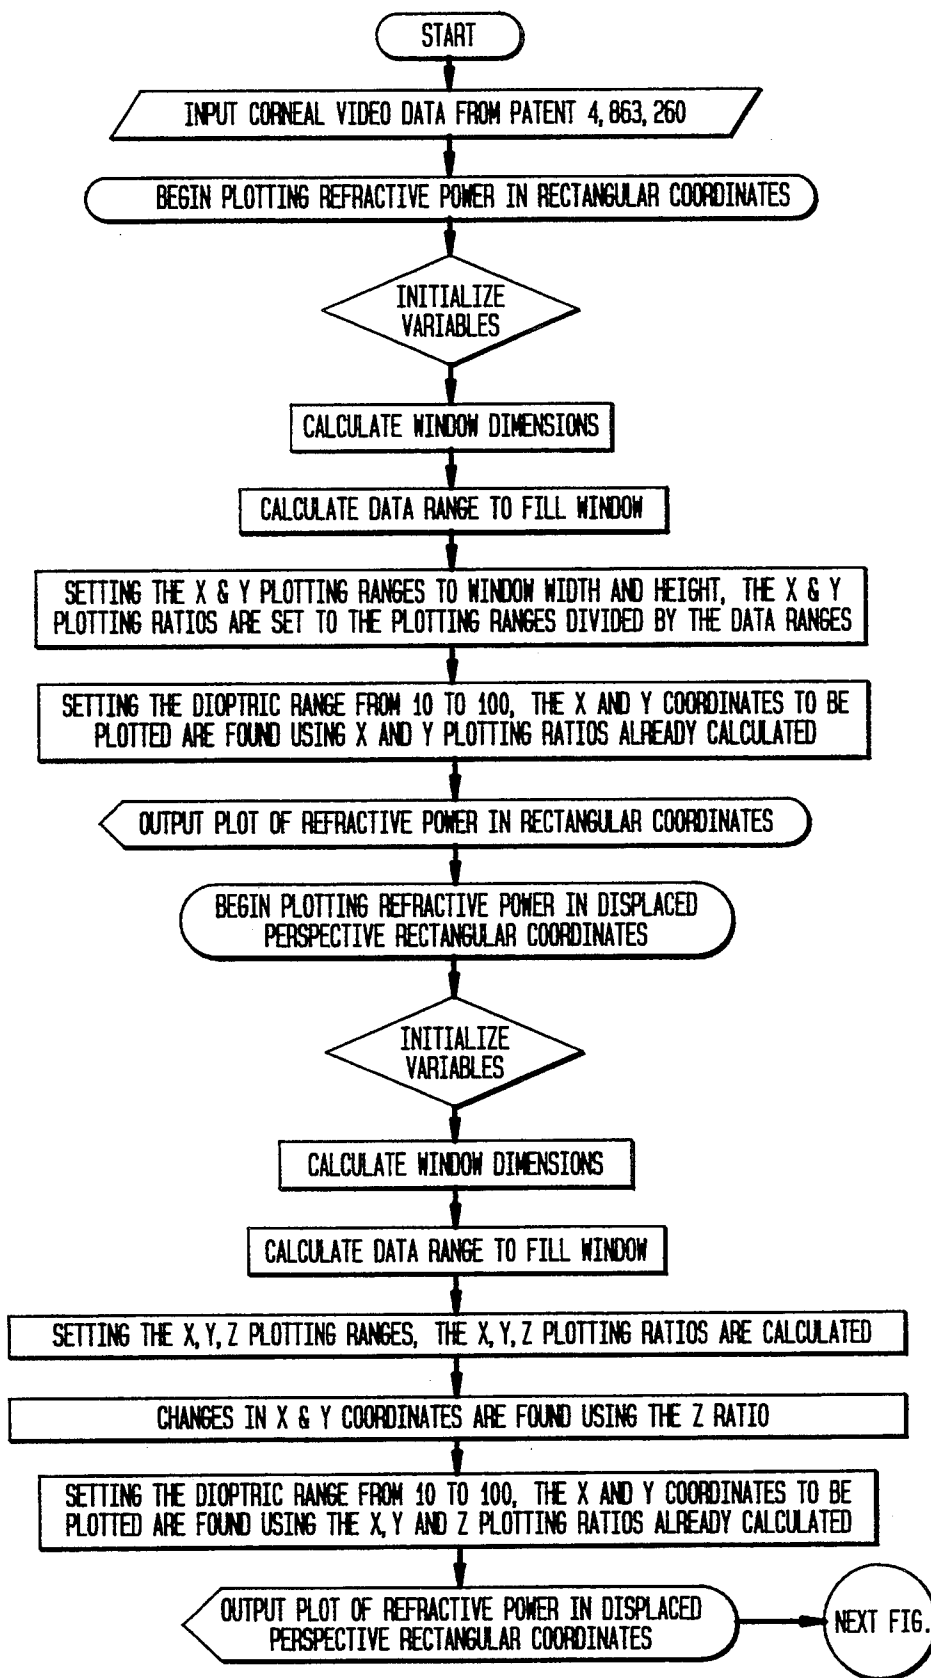 START
INPUT CORNEAL VIDEO DATA FROM PATENT 4,863,260
BEGIN PLOTTING REFRACTIVE POWER IN RECTANGULAR COORDINATES
INITIALIZE
VARIABLES
CALCULATE WINDOW DIMENSIONS
CALCULATE DATA RANGE TO FILL WINDOW
SETTING THE X & Y PLOTTING RANGES TO WINDOW WIDTH AND HEIGHT, THE X & Y
PLOTTING RATIOS ARE SET TO THE PLOTTING RANGES DIVIDED BY THE DATA RANGES
SETTING THE DIOPTRIC RANGE FROM 10 TO 100, THE X AND Y COORDINATES TO BE
PLOTTED ARE FOUND USING X AND Y PLOTTING RATIOS ALREADY CALCULATED
OUTPUT PLOT OF REFRACTIVE POWER IN RECTANGULAR COORDINATES
BEGIN PLOTTING REFRACTIVE POWER IN DISPLACED
PERSPECTIVE RECTANGULAR COORDINATES
INITIALIZE
VARIABLES
CALCULATE WINDOW DIMENSIONS
CALCULATE DATA RANGE TO FILL WINDOW
SETTING THE X, Y, Z PLOTTING RANGES, THE X, Y, Z PLOTTING RATIOS ARE CALCULATED
CHANGES IN X & Y COORDINATES ARE FOUND USING THE Z RATIO
SETTING THE DIOPTRIC RANGE FROM 10 TO 100, THE X AND Y COORDINATES TO BE
PLOTTED ARE FOUND USING THE X, Y AND Z PLOTTING RATIOS ALREADY CALCULATED
OUTPUT PLOT OF REFRACTIVE POWER IN DISPLACED
PERSPECTIVE RECTANGULAR COORDINATES
NEXT FIG.